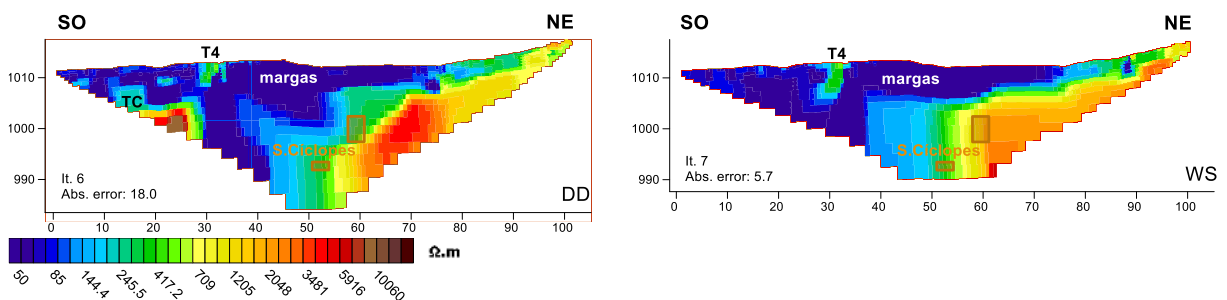 SO NE
T4
margas
TC
S.Ciclopes
1010
1000
990
It. 6
Abs. error: 18.0
DD
0 10 20 30 40 50 60 70 80 90 100
50 85 144.4 245.5 417.2 709 1205 2048 3481 5916 10060
Ω.m
SO NE
T4
margas
S.Ciclopes
1010
1000
990
It. 7
Abs. error: 5.7
WS
0 10 20 30 40 50 60 70 80 90 100